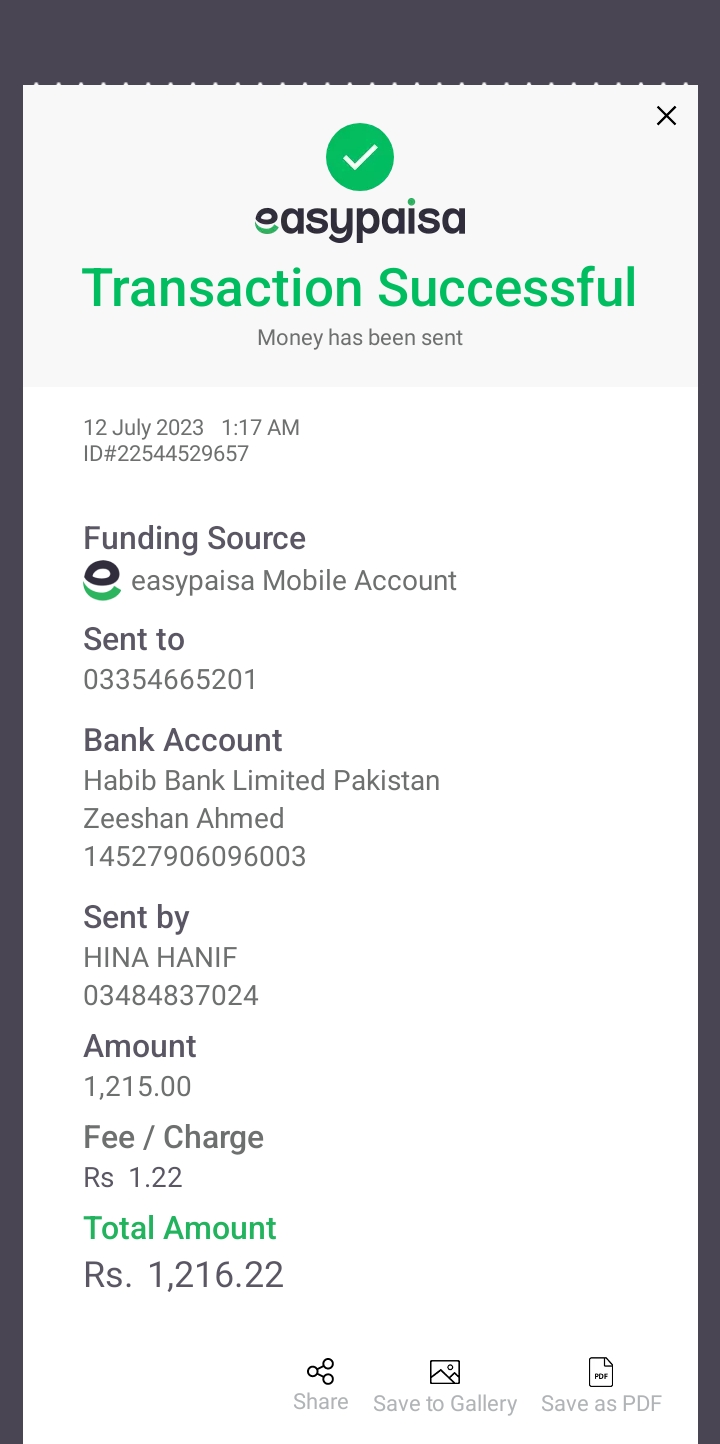 easypaisa
Transaction Successful
Money has been sent
12 July 2023 1:17 AM
ID#22544529657
Funding Source
easypaisa Mobile Account
Sent to
03354665201
Bank Account
Habib Bank Limited Pakistan
Zeeshan Ahmed
14527906096003
Sent by
HINA HANIF
03484837024
Amount
1,215.00
Fee / Charge
Rs 1.22
Total Amount
Rs. 1,216.22
PDF
Share Save to Gallery Save as PDF